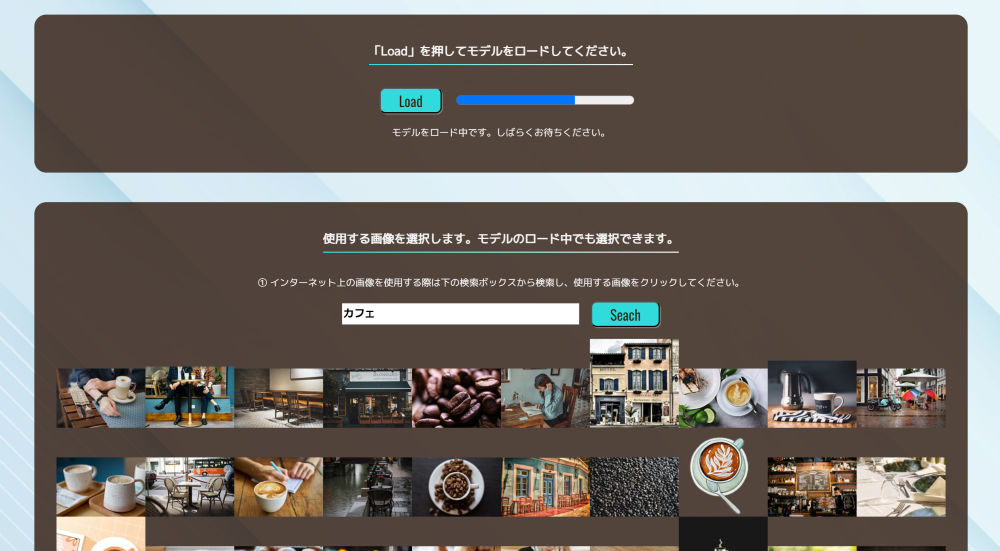 「Load」を押してモデルをロードしてください。
Load
モデルをロード中です。しばらくお待ちください。
使用する画像を選択します。モデルのロード中でも選択できます。
① インターネット上の画像を使用する際は下の検索ボックスから検索し、使用する画像をクリックしてください。
カフェ
Seach